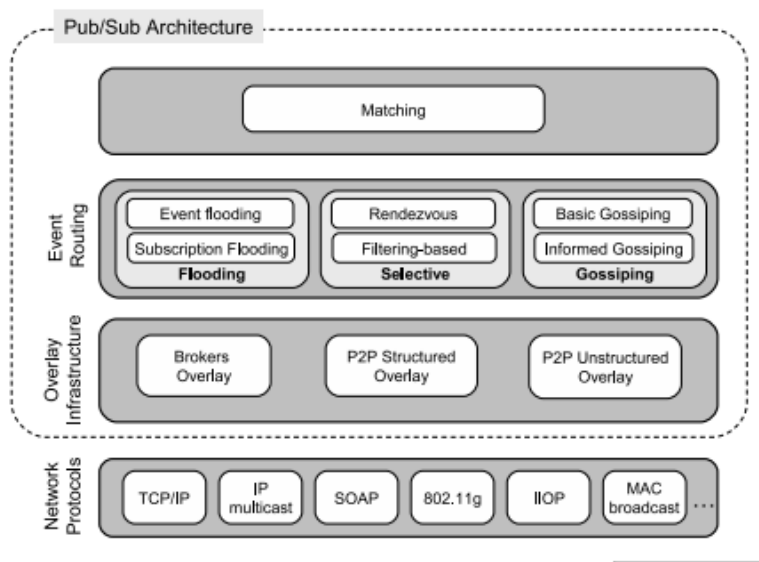 Pub/Sub Architecture
Matching
Event
Routing
Event flooding
Subscription Flooding
Flooding
Rendezvous
Filtering-based
Selective
Basic Gossiping
Informed Gossiping
Gossiping
Overlay
Infrastructure
Brokers
Overlay
P2P Structured
Overlay
P2P Unstructured
Overlay
Network
Protocols
TCP/IP
IP
multicast
SOAP
802.11g
IIOP
MAC
broadcast
...